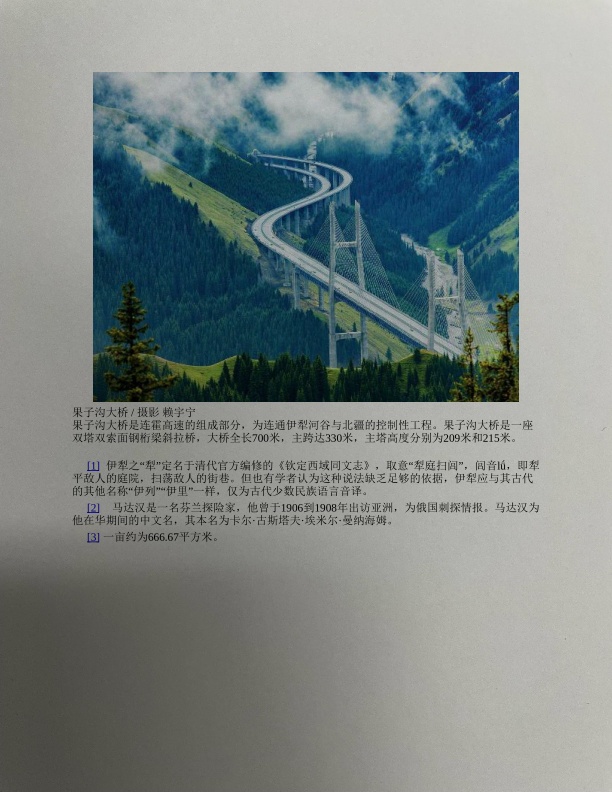 果子沟大桥 / 摄影 赖宇宁
果子沟大桥是连霍高速的组成部分，为连通伊犁河谷与北疆的控制性工程。果子沟大桥是一座
双塔双索面钢桁梁斜拉桥，大桥全长700米，主跨达330米，主塔高度分别为209米和215米。
[1] 伊犁之“犁”定名于清代官方编修的《钦定西域同文志》，取意“犁庭扫闾”，闾音lǘ，即犁
平敌人的庭院，扫荡敌人的街巷。但也有学者认为这种说法缺乏足够的依据，伊犁应与其古代
的其他名称“伊列”“伊里”一样，仅为古代少数民族语言音译。
[2] 马达汉是一名芬兰探险家，他曾于1906到1908年出访亚洲，为俄国刺探情报。马达汉为
他在华期间的中文名，其本名为卡尔·古斯塔夫·埃米尔·曼纳海姆。
[3] 一亩约为666.67平方米。